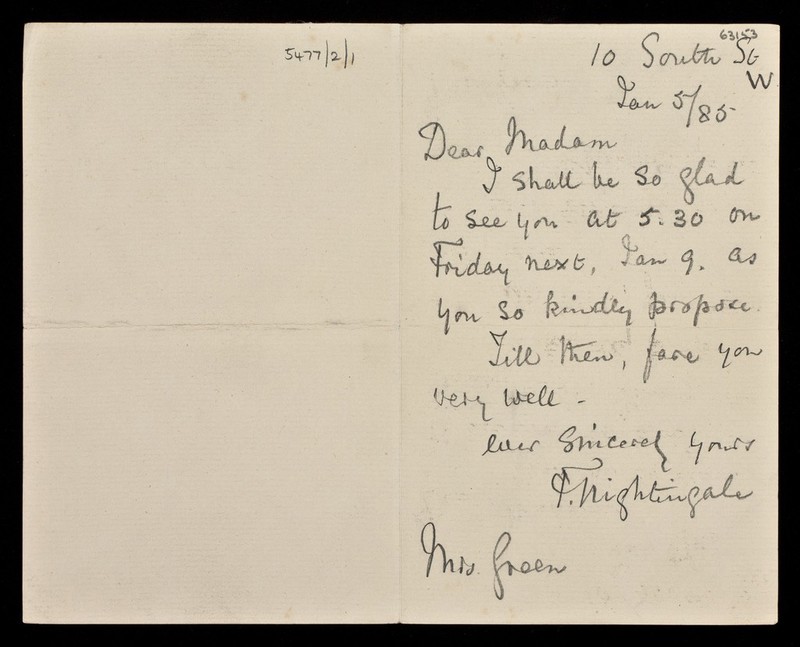 5477/2/1
63153
10 South St
W
Jan 5/85
Dear Madam
I shall be so glad
to see you at 5.30 on
Friday next, Jan 9. as
you so kindly propose.
Till then, fare you
very well -
ever sincerely yours
F. Nightingale
Mrs. Green